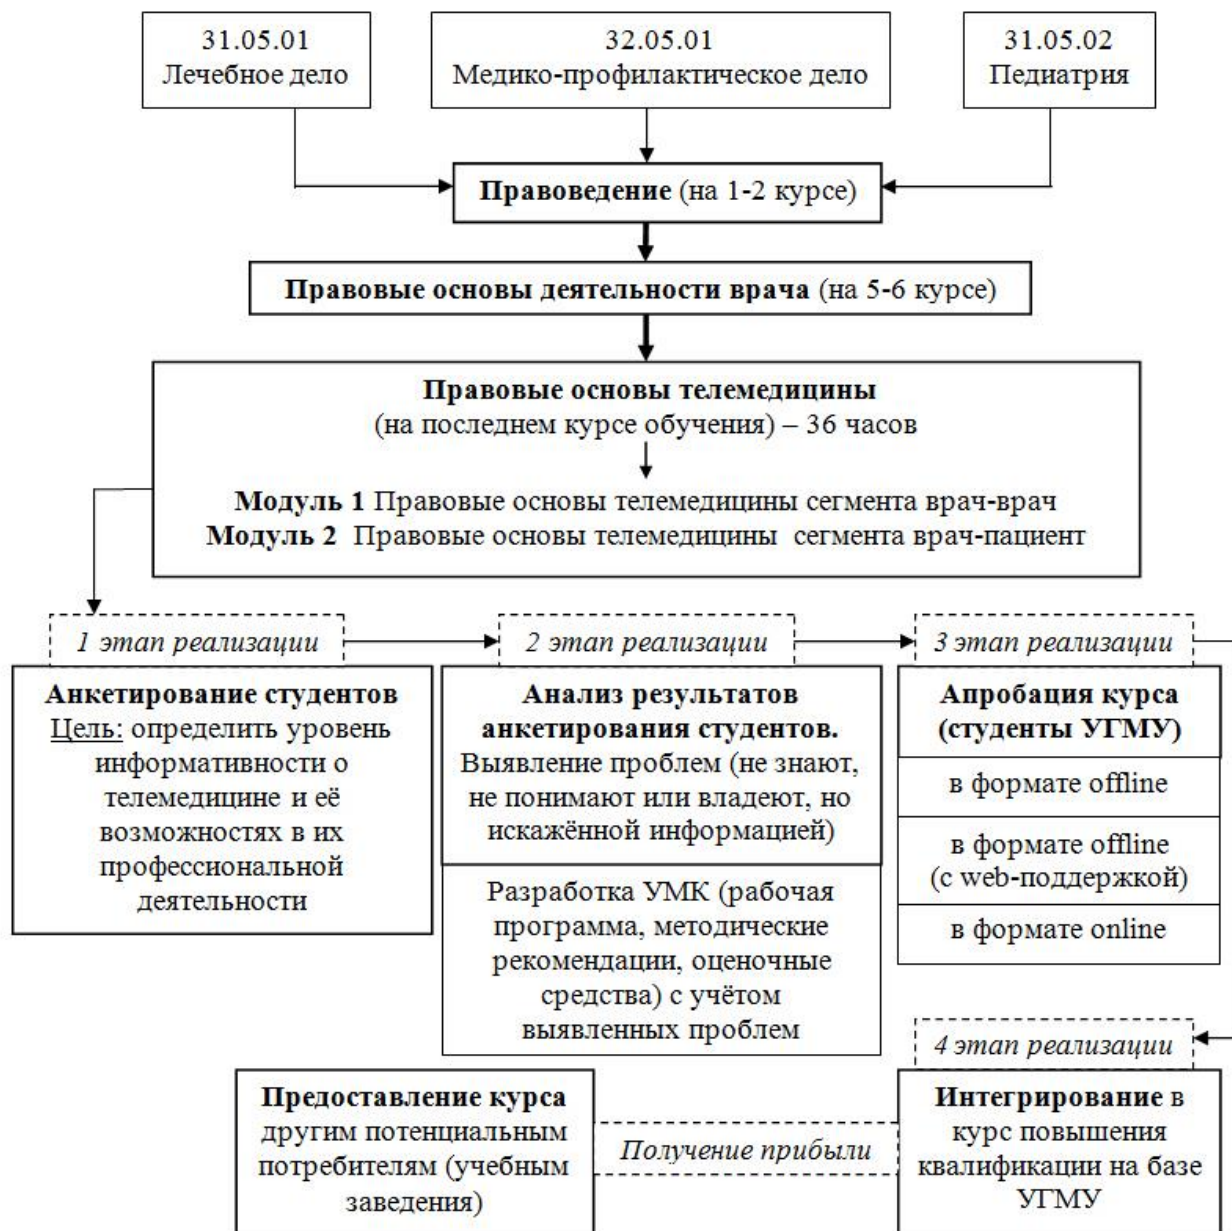 31.05.01
Лечебное дело
32.05.01
Медико-профилактическое дело
31.05.02
Педиатрия
Правоведение (на 1-2 курсе)
Правовые основы деятельности врача (на 5-6 курсе)
Правовые основы телемедицины
(на последнем курсе обучения) – 36 часов
Модуль 1 Правовые основы телемедицины сегмента врач-врач
Модуль 2 Правовые основы телемедицины сегмента врач-пациент
1 этап реализации
Анкетирование студентов
Цель: определить уровень
информативности о
телемедицине и её
возможностях в их
профессиональной
деятельности
2 этап реализации
Анализ результатов
анкетирования студентов.
Выявление проблем (не знают,
не понимают или владеют, но
искажённой информацией)
Разработка УМК (рабочая
программа, методические
рекомендации, оценочные
средства) с учётом
выявленных проблем
3 этап реализации
Апробация курса
(студенты УГМУ)
в формате offline
в формате offline
(с web-поддержкой)
в формате online
4 этап реализации
Интегрирование в
курс повышения
квалификации на базе
УГМУ
Получение прибыли
Предоставление курса
другим потенциальным
потребителям (учебным
заведения)